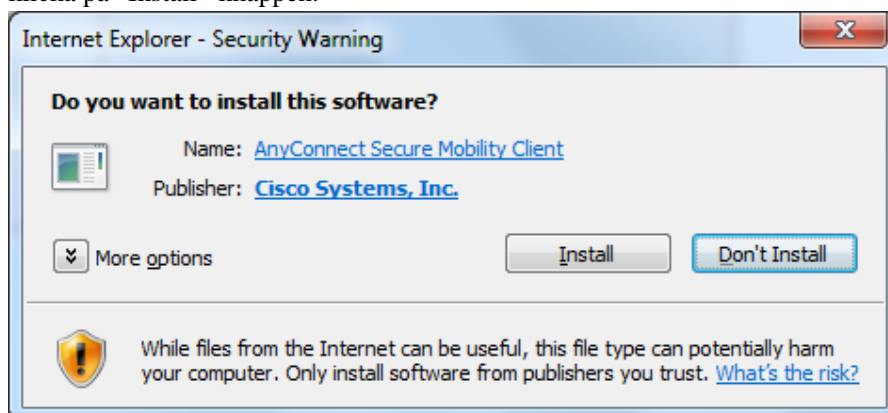 Internet Explorer - Security Warning
Do you want to install this software?
Name: AnyConnect Secure Mobility Client
Publisher: Cisco Systems, Inc.
More options
Install
Don't Install
While files from the Internet can be useful, this file type can potentially harm
your computer. Only install software from publishers you trust. What's the risk?